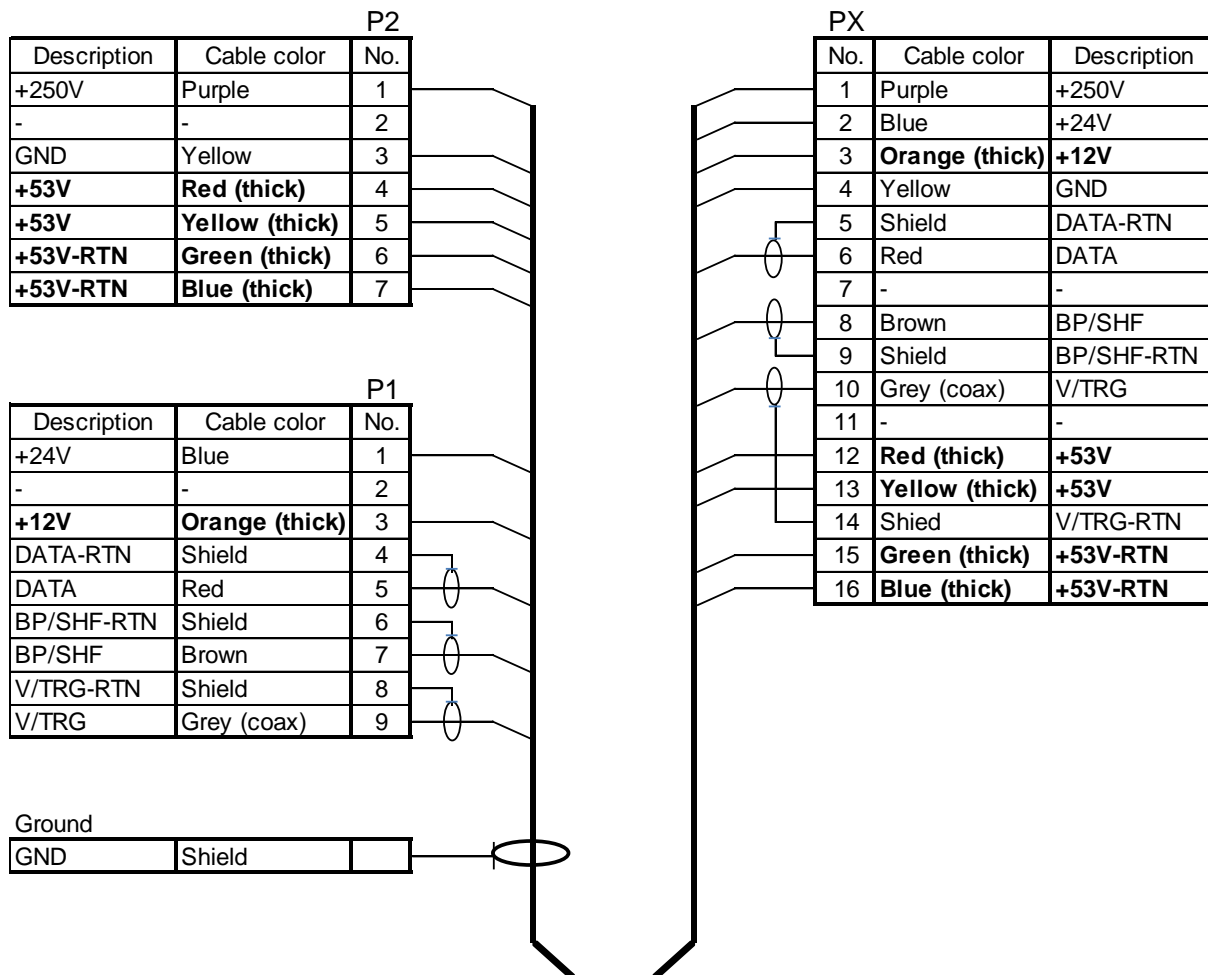 P2
Description Cable color No.
+250V Purple 1
- - 2
GND Yellow 3
+53V Red (thick) 4
+53V Yellow (thick) 5
+53V-RTN Green (thick) 6
+53V-RTN Blue (thick) 7
P1
Description Cable color No.
+24V Blue 1
- - 2
+12V Orange (thick) 3
DATA-RTN Shield 4
DATA Red 5
BP/SHF-RTN Shield 6
BP/SHF Brown 7
V/TRG-RTN Shield 8
V/TRG Grey (coax) 9
Ground
GND Shield
PX
No. Cable color Description
1 Purple +250V
2 Blue +24V
3 Orange (thick) +12V
4 Yellow GND
5 Shield DATA-RTN
6 Red DATA
7 - -
8 Brown BP/SHF
9 Shield BP/SHF-RTN
10 Grey (coax) V/TRG
11 - -
12 Red (thick) +53V
13 Yellow (thick) +53V
14 Shied V/TRG-RTN
15 Green (thick) +53V-RTN
16 Blue (thick) +53V-RTN